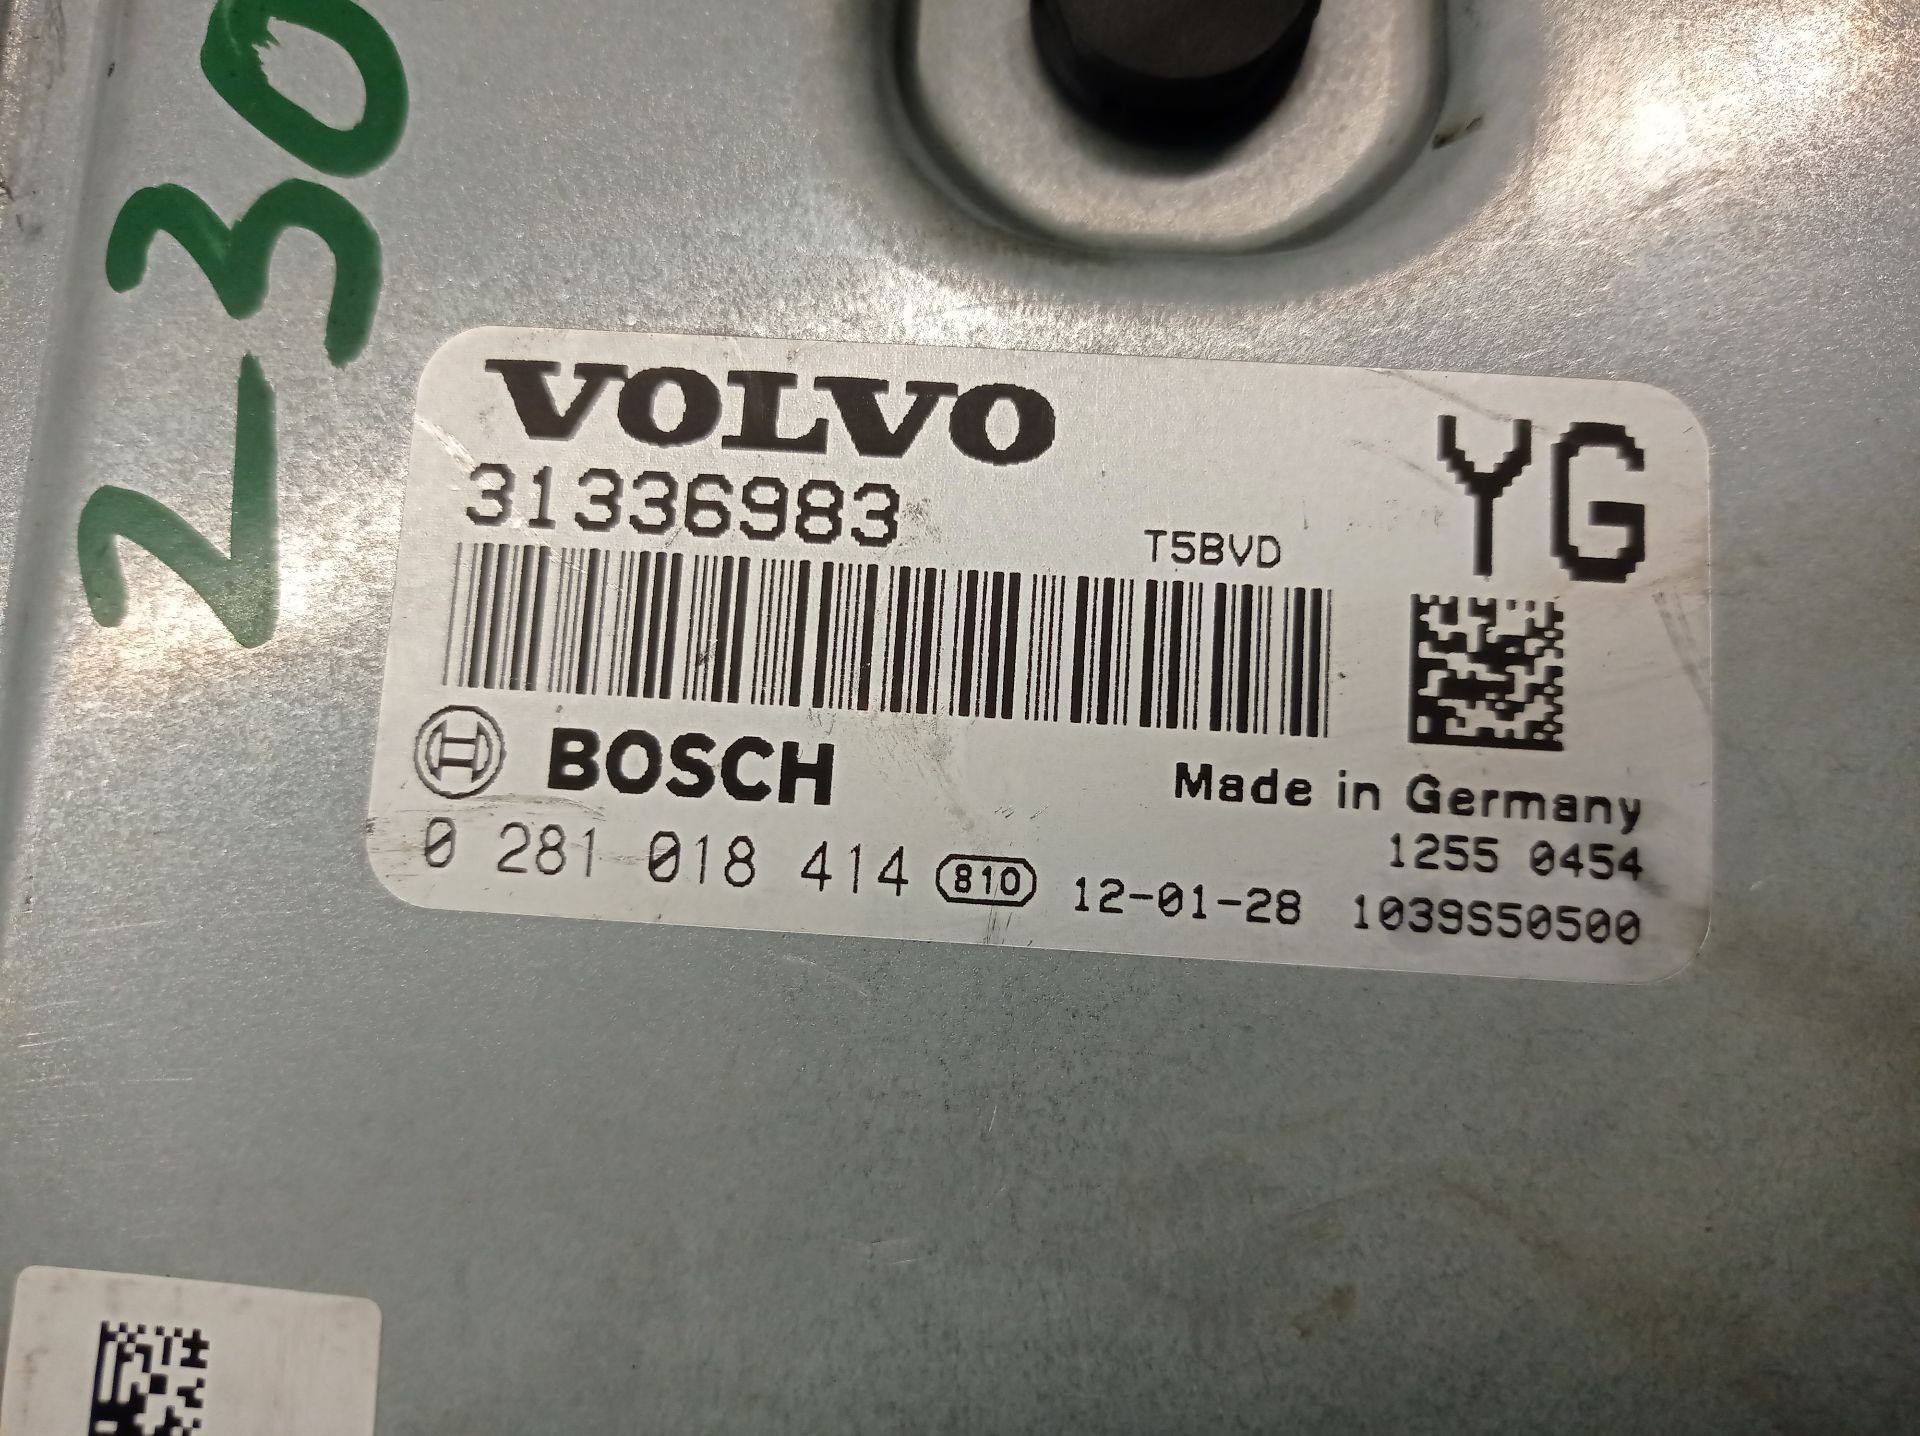 2-30
VOLVO
31336983
T5BVD
YG
BOSCH
Made in Germany
0 281 018 414 810 12-01-28
1255 0454
1039S50500